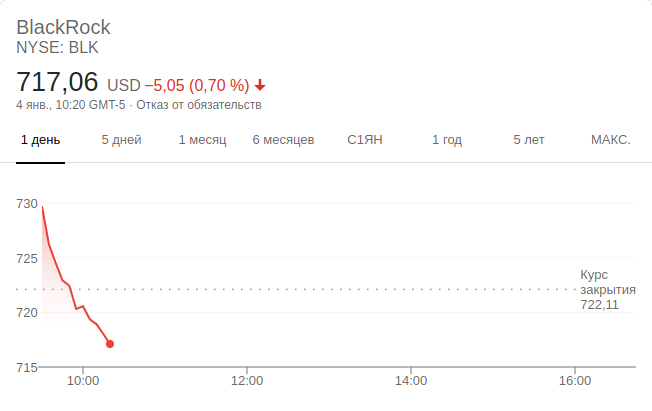 BlackRock
NYSE: BLK
717,06 USD −5,05 (0,70 %)
4 янв., 10:20 GMT-5 · Отказ от обязательств
1 день 5 дней 1 месяц 6 месяцев С1ЯН 1 год 5 лет МАКС.
730
725
Курс
закрытия
722,11
720
715
10:00 12:00 14:00 16:00